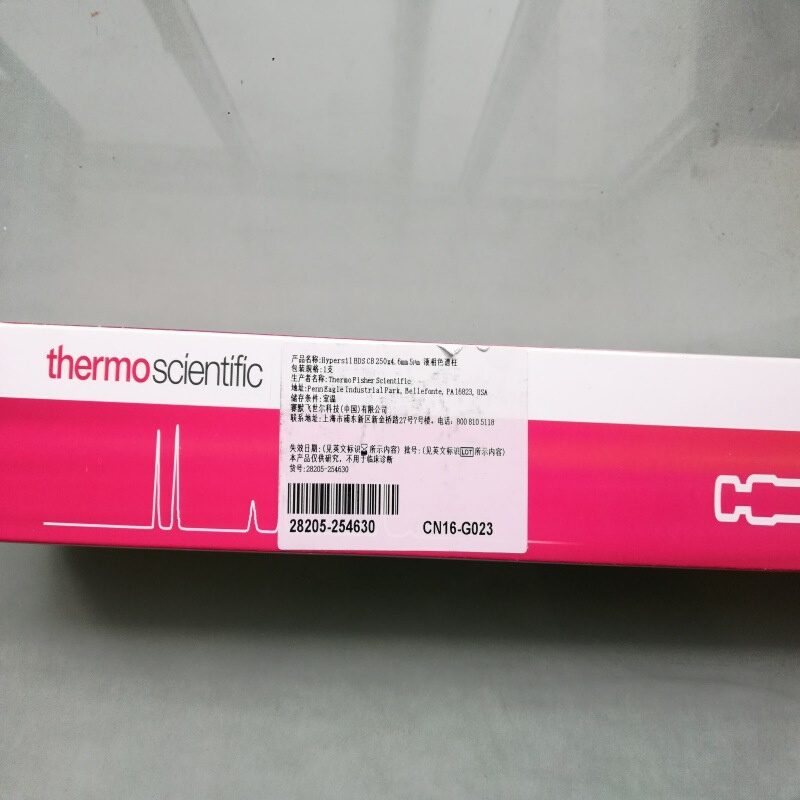 thermo scientific
产品名称:Hypersil BDS C8 250x4.6mm 5um 液相色谱柱
包装规格:1支
生产者名称:Thermo Fisher Scientific
地址:Penn Eagle Industrial Park, Bellefonte, PA 16823, USA
储存条件:室温
赛默飞世尔科技(中国)有限公司
联系地址:上海市浦东新区新金桥路27号7号楼, 电话: 800 810 5118
失效日期:(见英文标识⌛所示内容) 批号:(见英文标识LOT所示内容)
本产品仅供研究, 不用于临床诊断
货号:28205-254630
28205-254630 CN16-G023